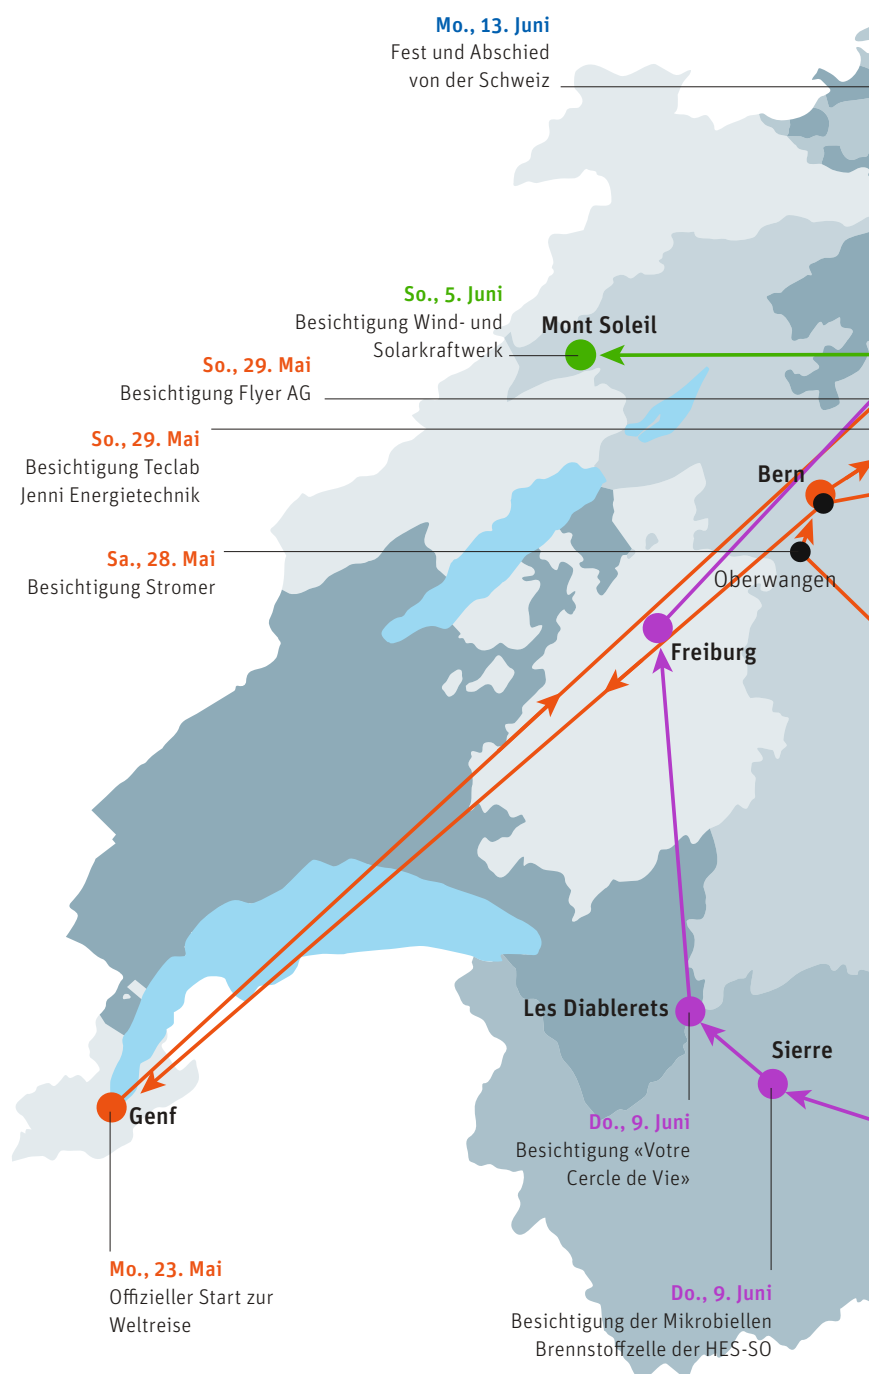 Mo., 13. Juni
Fest und Abschied
von der Schweiz
So., 5. Juni
Besichtigung Wind- und
Solarkraftwerk
Mont Soleil
So., 29. Mai
Besichtigung Flyer AG
So., 29. Mai
Besichtigung Teclab
Jenni Energietechnik
Bern
Sa., 28. Mai
Besichtigung Stromer
Oberwangen
Freiburg
Les Diablerets
Sierre
Genf
Do., 9. Juni
Besichtigung «Votre
Cercle de Vie»
Mo., 23. Mai
Offizieller Start zur
Weltreise
Do., 9. Juni
Besichtigung der Mikrobiellen
Brennstoffzelle der HES-SO